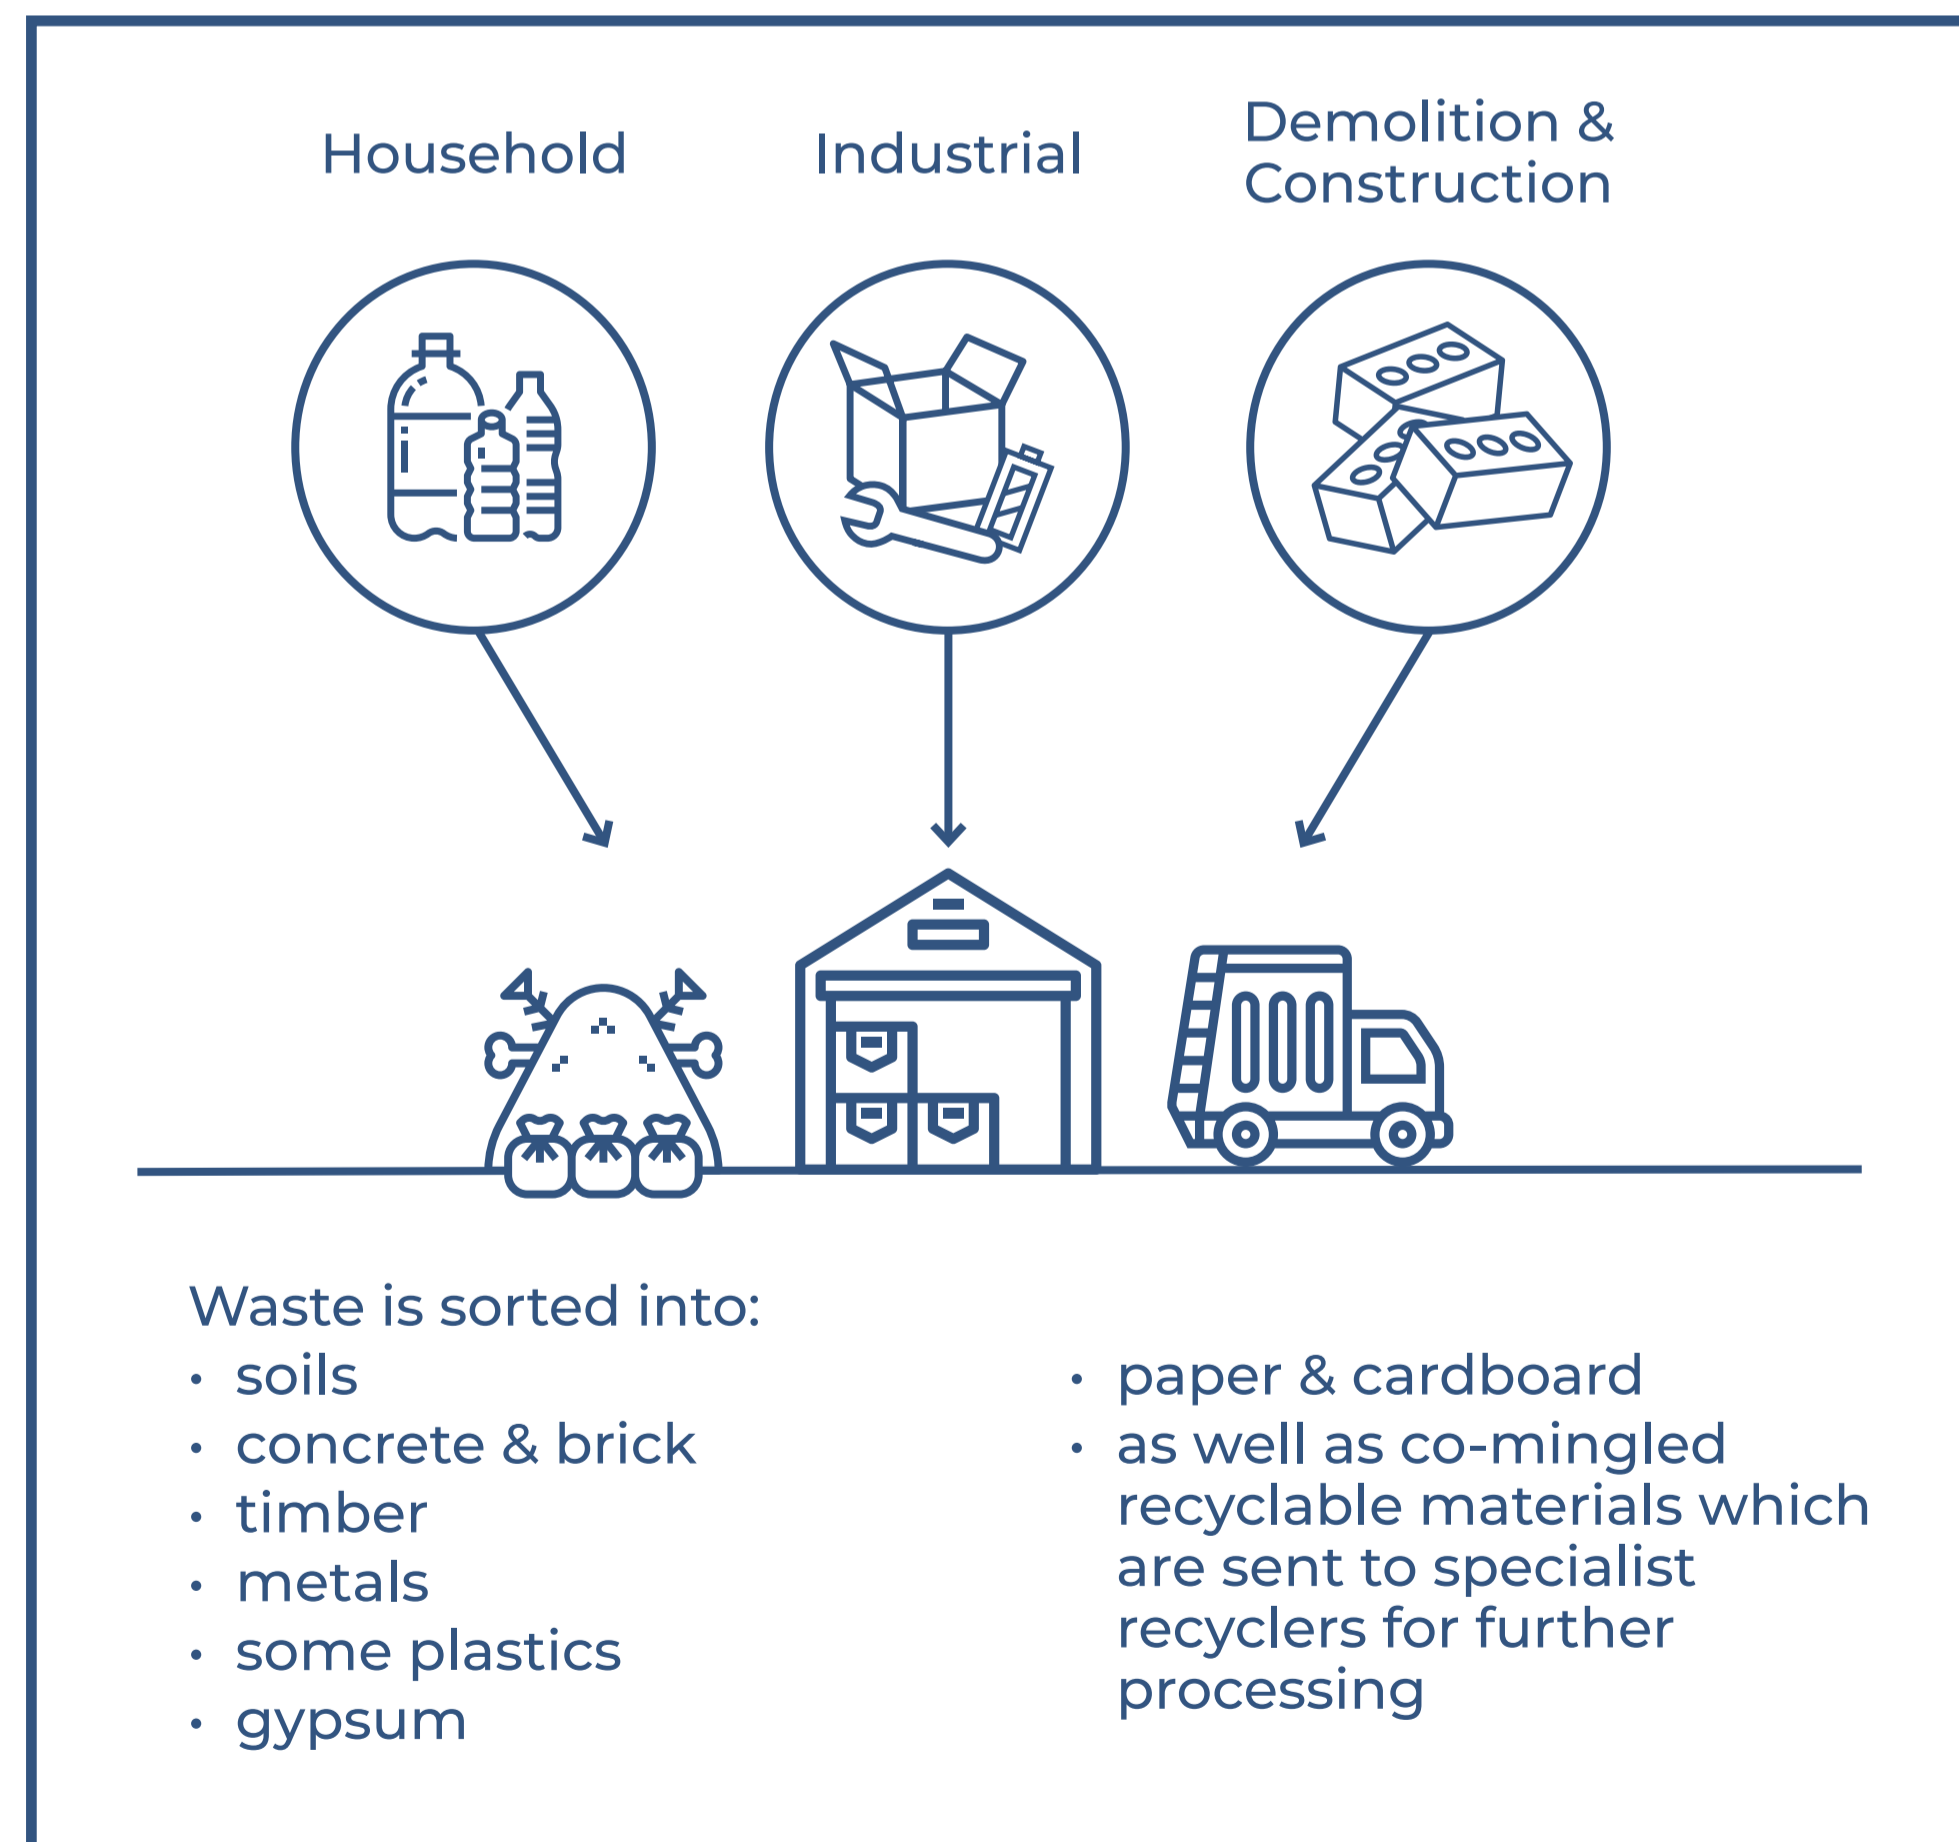 Household
Industrial
Demolition &
Construction
Waste is sorted into:
• soils
• concrete & brick
• timber
• metals
• some plastics
• gypsum
• paper & cardboard
• as well as co-mingled
recyclable materials which
are sent to specialist
recyclers for further
processing